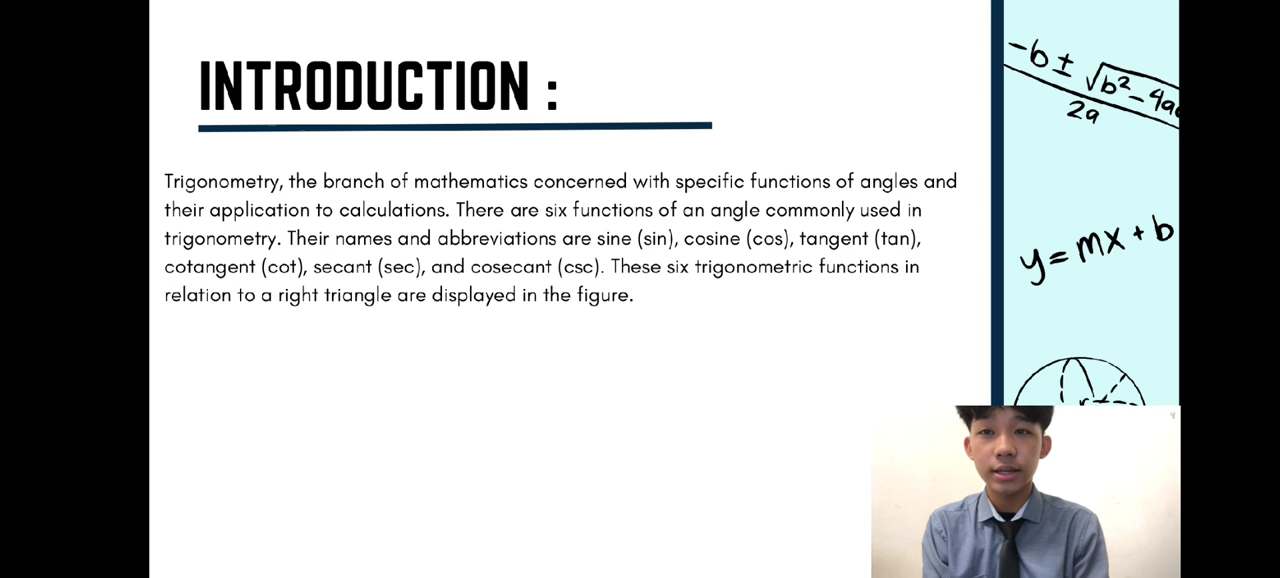 INTRODUCTION :
Trigonometry, the branch of mathematics concerned with specific functions of angles and
their application to calculations. There are six functions of an angle commonly used in
trigonometry. Their names and abbreviations are sine (sin), cosine (cos), tangent (tan),
cotangent (cot), secant (sec), and cosecant (csc). These six trigonometric functions in
relation to a right triangle are displayed in the figure.
-b ± √b² - 4a
2a
y = mx + b
r